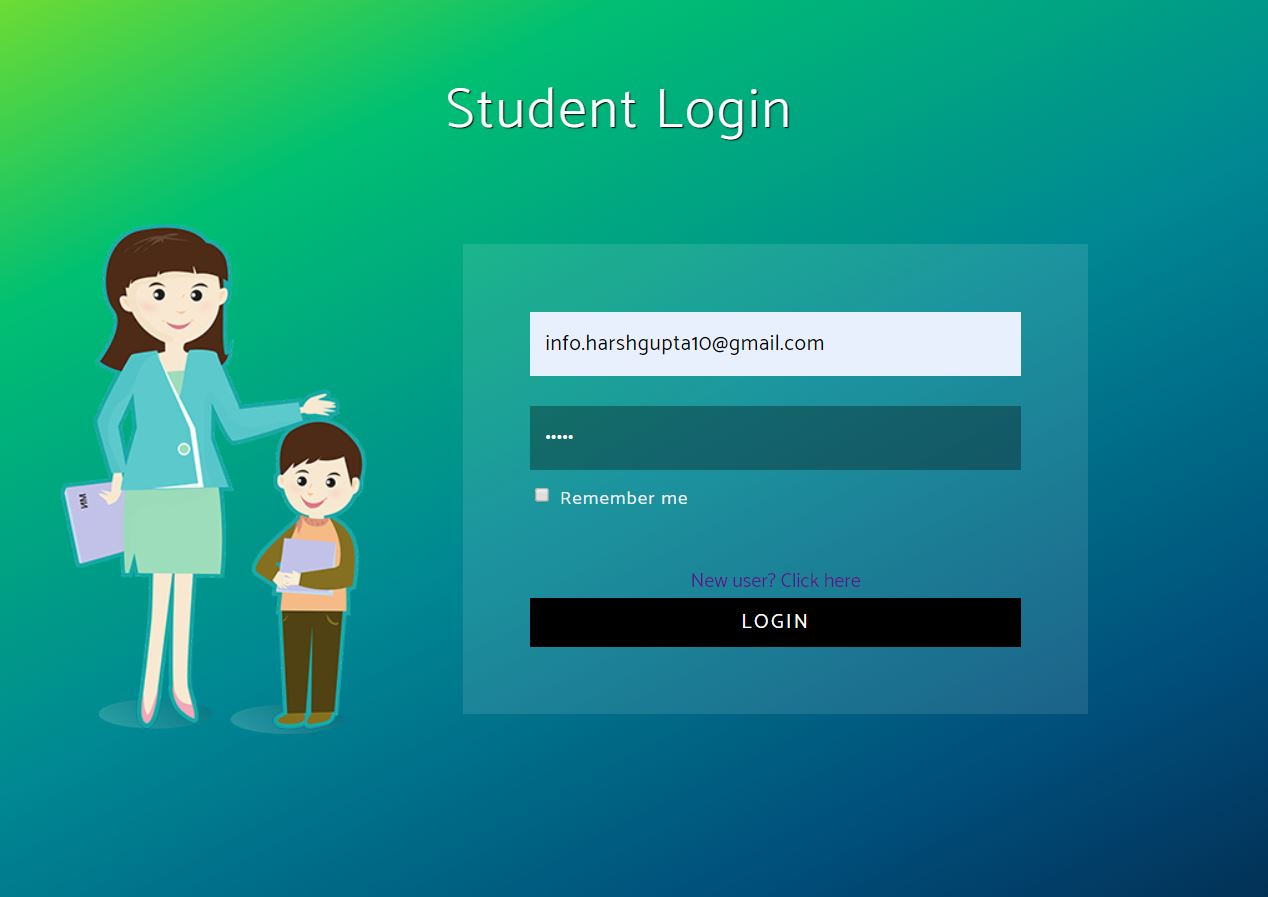 Student Login
info.harshgupta10@gmail.com
•••••
Remember me
New user? Click here
LOGIN